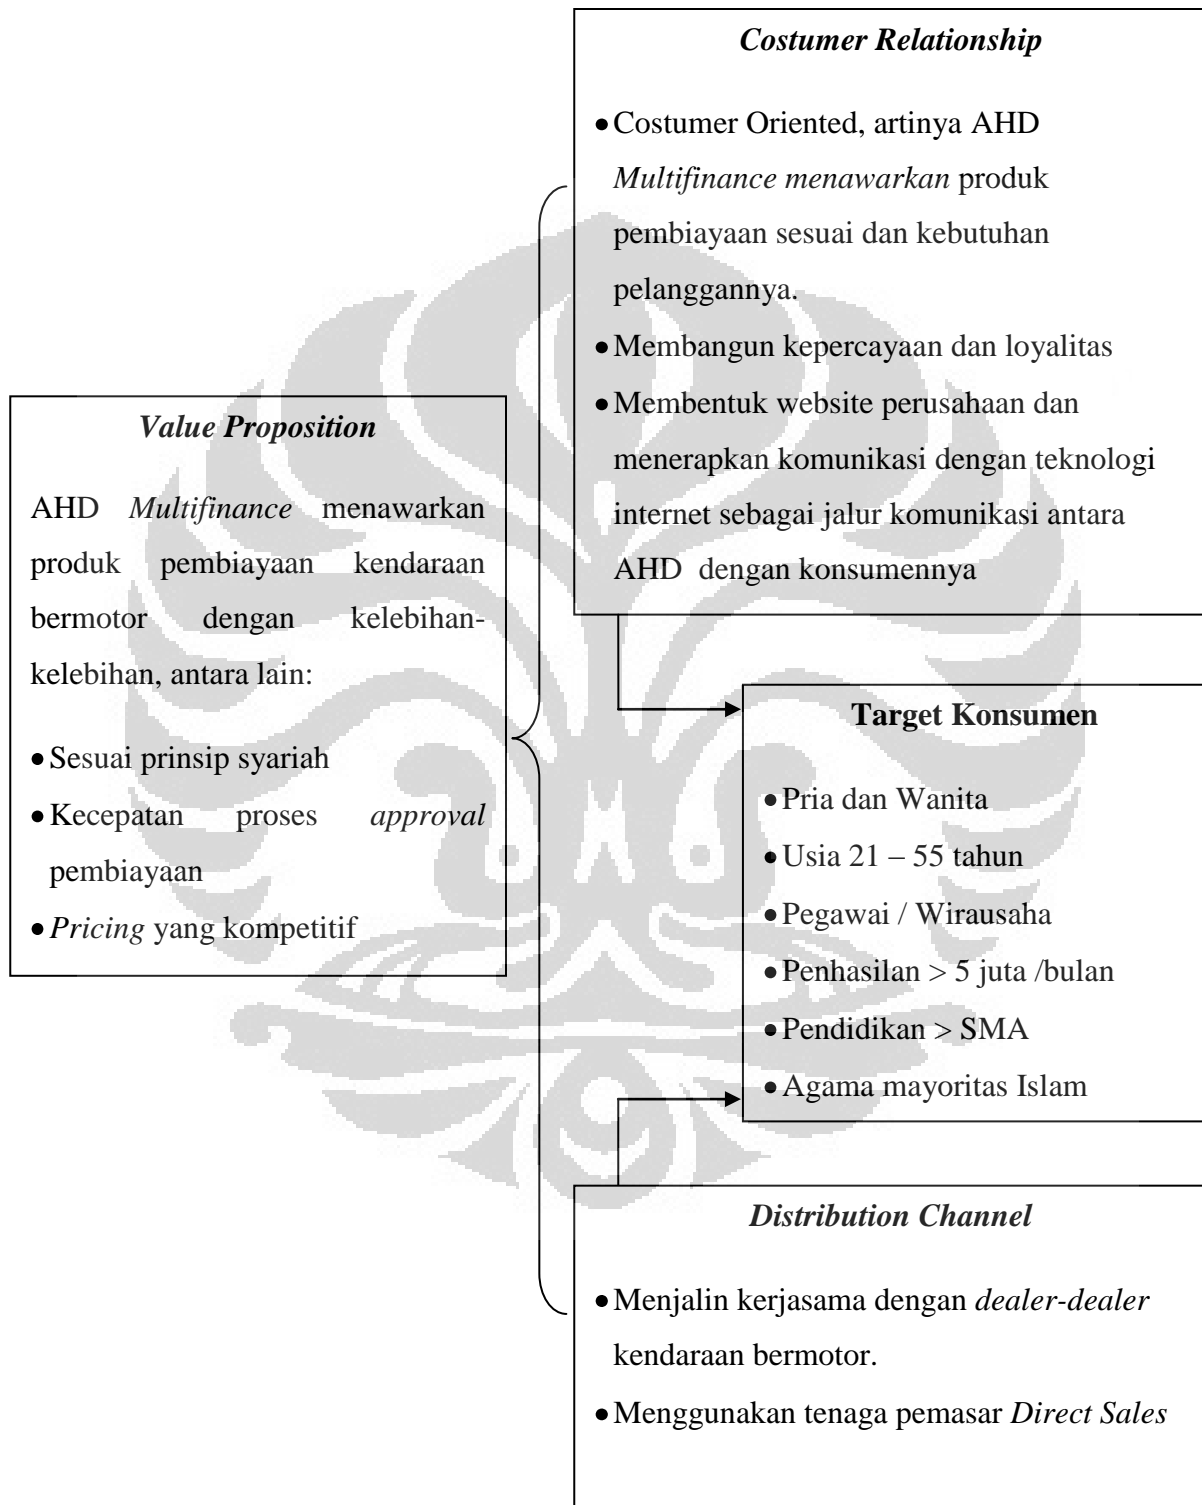 Costumer Relationship
• Costumer Oriented, artinya AHD
Multifinance menawarkan produk
pembiayaan sesuai dan kebutuhan
pelanggannya.
• Membangun kepercayaan dan loyalitas
• Membentuk website perusahaan dan
menerapkan komunikasi dengan teknologi
internet sebagai jalur komunikasi antara
AHD dengan konsumennya
Value Proposition
AHD Multifinance menawarkan
produk pembiayaan kendaraan
bermotor dengan kelebihan-
kelebihan, antara lain:
• Sesuai prinsip syariah
• Kecepatan proses approval
pembiayaan
• Pricing yang kompetitif
Target Konsumen
• Pria dan Wanita
• Usia 21 – 55 tahun
• Pegawai / Wirausaha
• Penhasilan > 5 juta /bulan
• Pendidikan > SMA
• Agama mayoritas Islam
Distribution Channel
• Menjalin kerjasama dengan dealer-dealer
kendaraan bermotor.
• Menggunakan tenaga pemasar Direct Sales